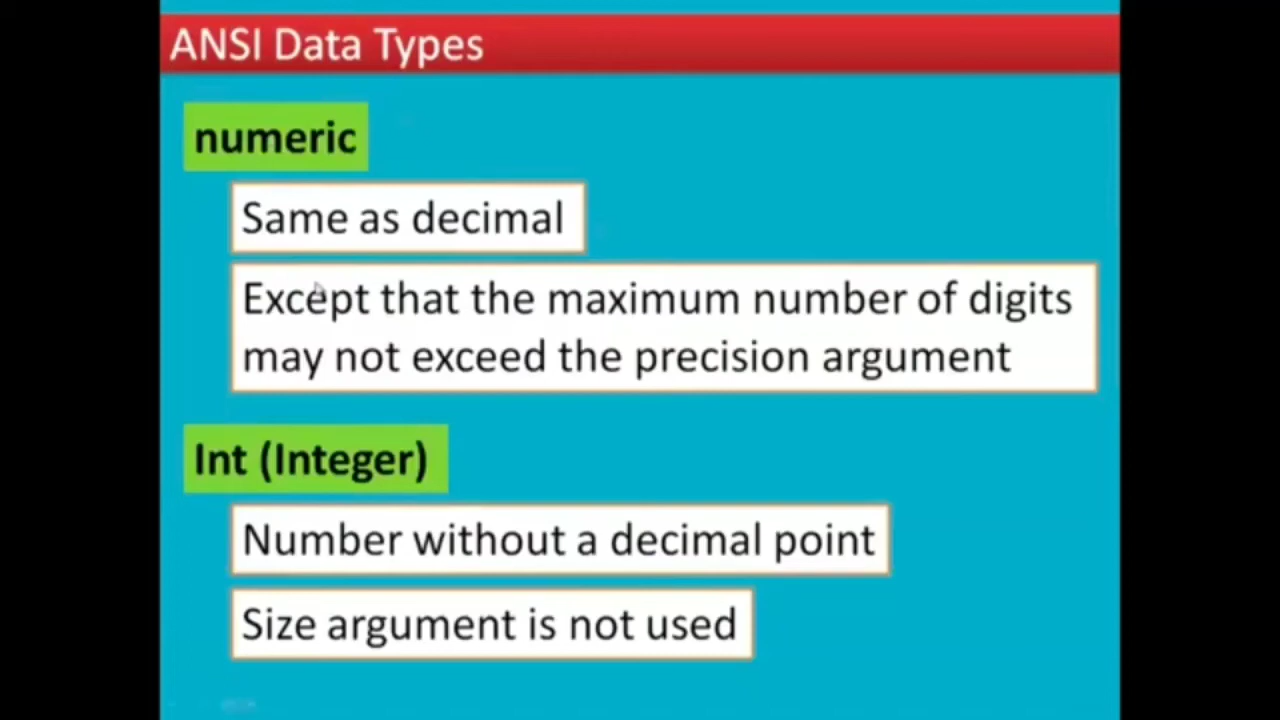 ANSI Data Types
numeric
Same as decimal
Except that the maximum number of digits
may not exceed the precision argument
Int (Integer)
Number without a decimal point
Size argument is not used